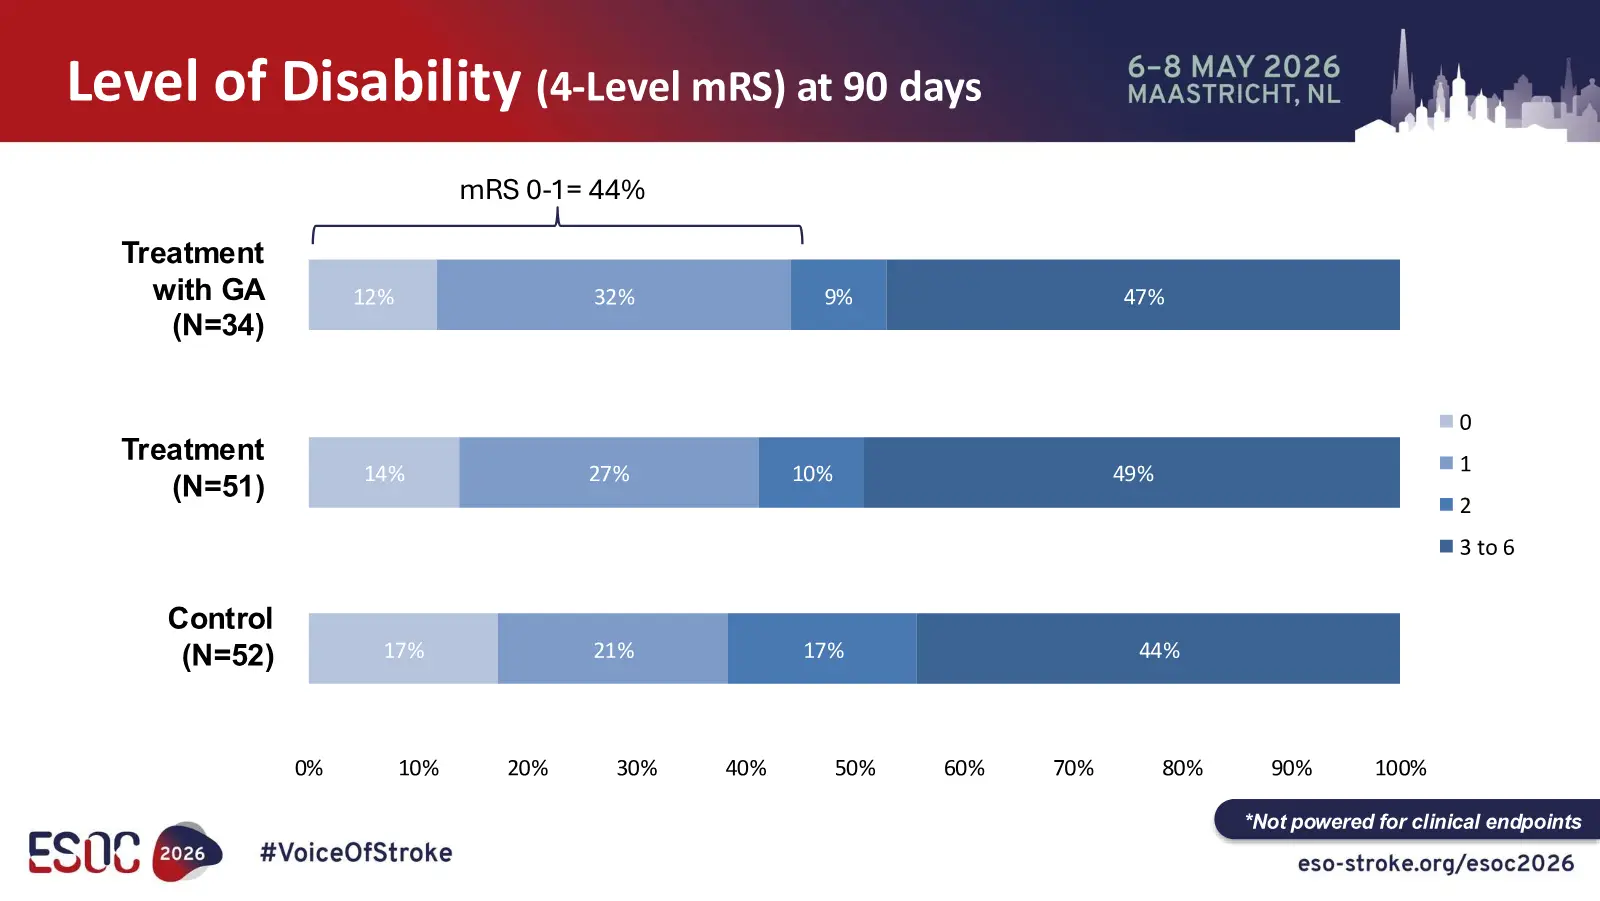 Level of Disability (4-Level mRS) at 90 days
6–8 MAY 2026
MAASTRICHT, NL
mRS 0-1= 44%
Treatment
with GA
(N=34)
12%
32%
9%
47%
Treatment
(N=51)
14%
27%
10%
49%
Control
(N=52)
17%
21%
17%
44%
0
1
2
3 to 6
0%
10%
20%
30%
40%
50%
60%
70%
80%
90%
100%
*Not powered for clinical endpoints
ESOC 2026
#VoiceOfStroke
eso-stroke.org/esoc2026